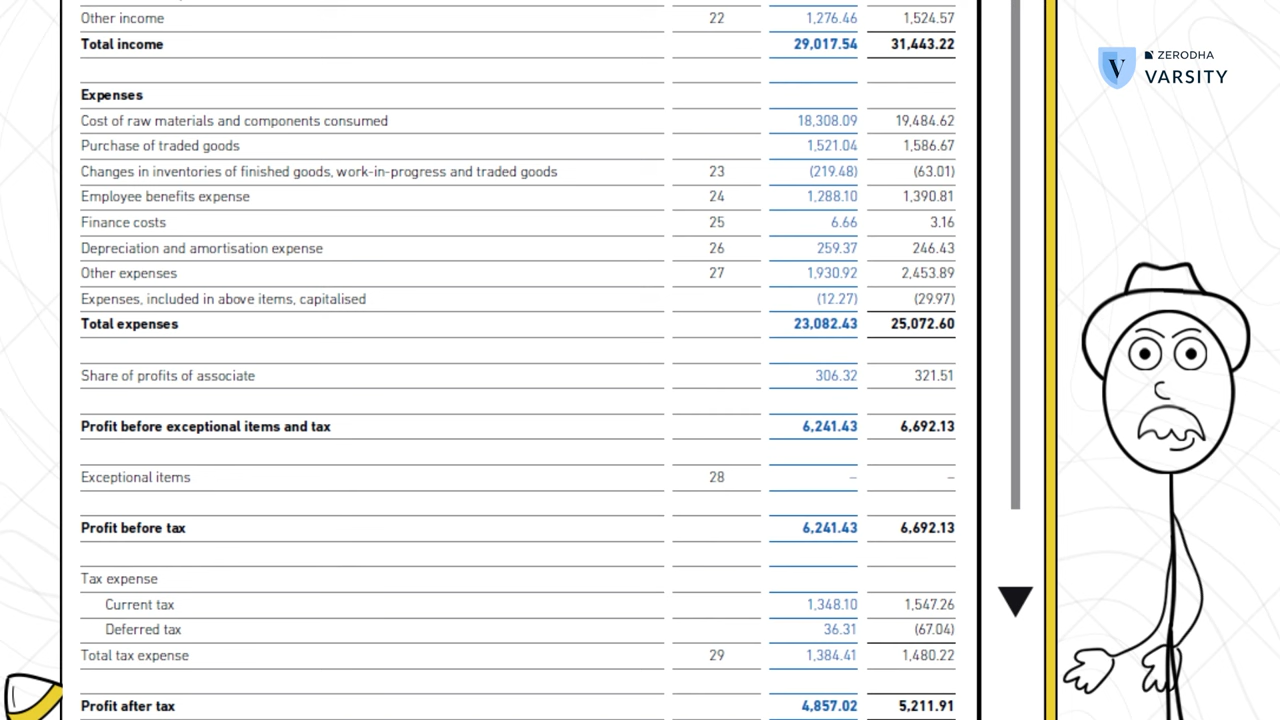 Other income 22 1,276.46 1,524.57
Total income 29,017.54 31,443.22
Expenses
Cost of raw materials and components consumed 18,308.09 19,484.62
Purchase of traded goods 1,521.04 1,586.67
Changes in inventories of finished goods, work-in-progress and traded goods 23 (219.48) (63.01)
Employee benefits expense 24 1,288.10 1,390.81
Finance costs 25 6.66 3.16
Depreciation and amortisation expense 26 259.37 246.43
Other expenses 27 1,930.92 2,453.89
Expenses, included in above items, capitalised (12.27) (29.97)
Total expenses 23,082.43 25,072.60
Share of profits of associate 306.32 321.51
Profit before exceptional items and tax 6,241.43 6,692.13
Exceptional items 28 – –
Profit before tax 6,241.43 6,692.13
Tax expense
Current tax 1,348.10 1,547.26
Deferred tax 36.31 (67.04)
Total tax expense 29 1,384.41 1,480.22
Profit after tax 4,857.02 5,211.91
V ZERODHA
VARSITY